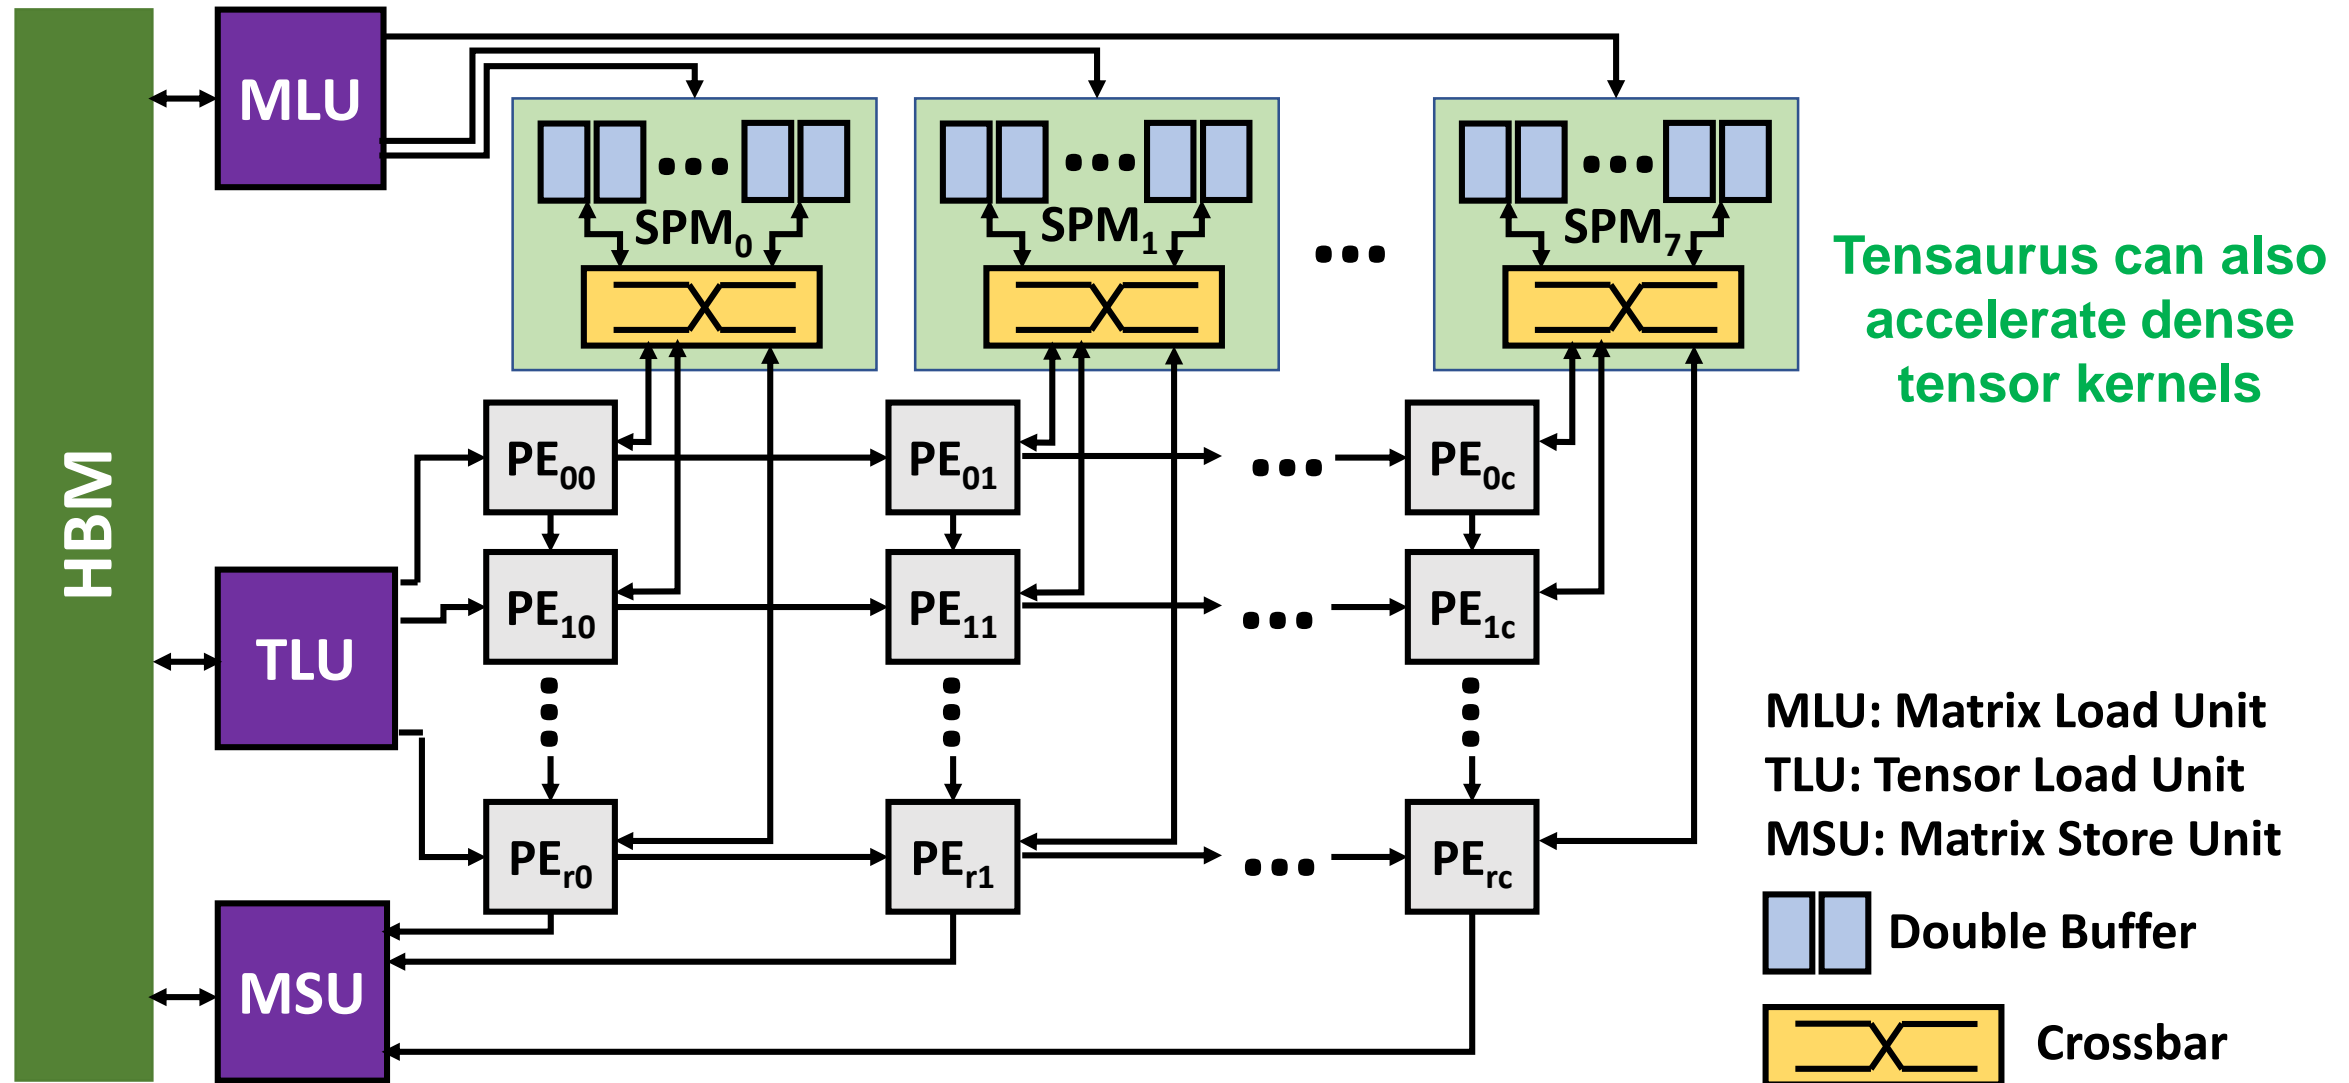 HBM
MLU
SPM0
SPM1
SPM7
Tensaurus can also
accelerate dense
tensor kernels
PE00
PE01
PE0c
TLU
PE10
PE11
PE1c
MLU: Matrix Load Unit
TLU: Tensor Load Unit
MSU: Matrix Store Unit
PEr0
PEr1
PErc
MSU
Double Buffer
Crossbar